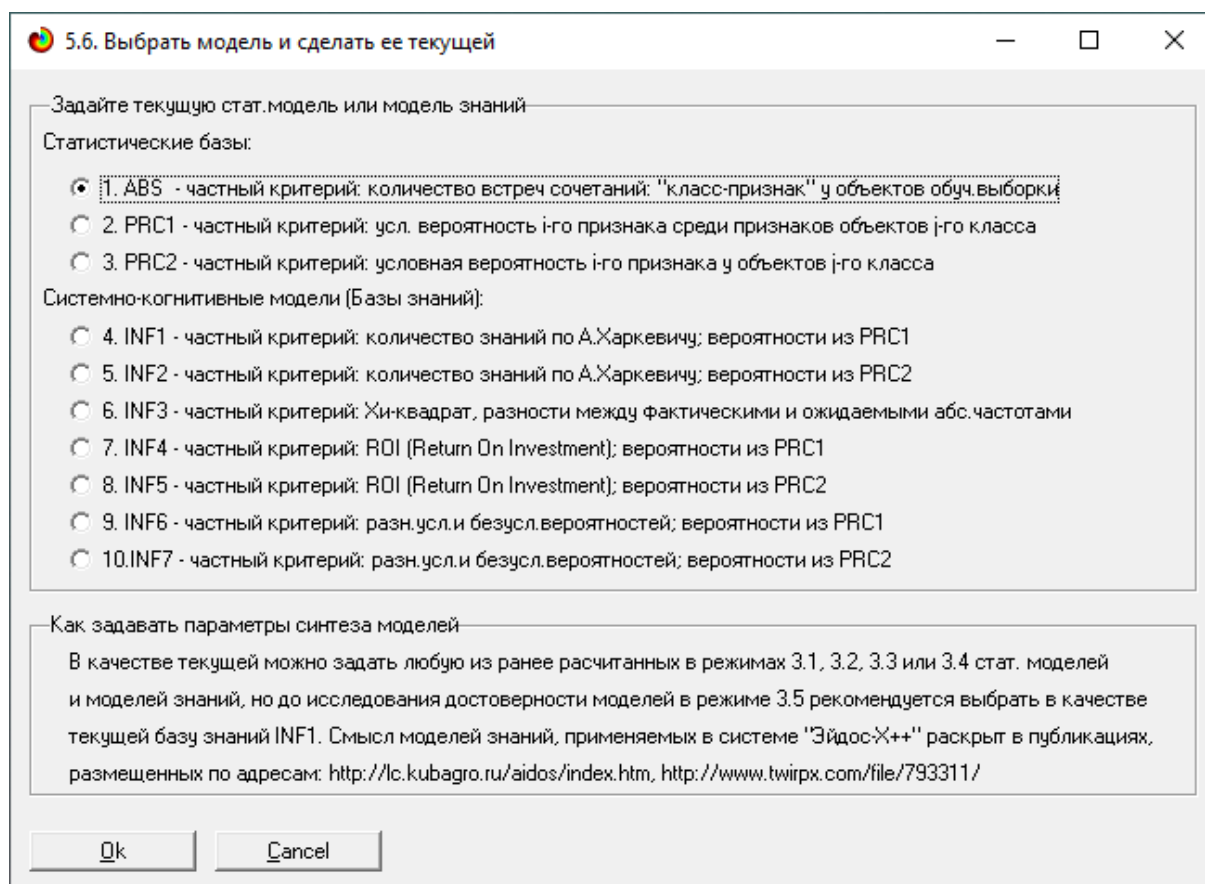 5.6. Выбрать модель и сделать ее текущей
Задайте текущую стат.модель или модель знаний
Статистические базы:
1. ABS - частный критерий: количество встреч сочетаний: "класс-признак" у объектов обуч.выборки
2. PRC1 - частный критерий: усл. вероятность i-го признака среди признаков объектов j-го класса
3. PRC2 - частный критерий: условная вероятность i-го признака у объектов j-го класса
Системно-когнитивные модели (Базы знаний):
4. INF1 - частный критерий: количество знаний по А.Харкевичу; вероятности из PRC1
5. INF2 - частный критерий: количество знаний по А.Харкевичу; вероятности из PRC2
6. INF3 - частный критерий: Хи-квадрат, разности между фактическими и ожидаемыми абс.частотами
7. INF4 - частный критерий: ROI (Return On Investment); вероятности из PRC1
8. INF5 - частный критерий: ROI (Return On Investment); вероятности из PRC2
9. INF6 - частный критерий: разн.усл.и безусл.вероятностей; вероятности из PRC1
10.INF7 - частный критерий: разн.усл.и безусл.вероятностей; вероятности из PRC2
Как задавать параметры синтеза моделей
В качестве текущей можно задать любую из ранее расчитанных в режимах 3.1, 3.2, 3.3 или 3.4 стат. моделей
и моделей знаний, но до исследования достоверности моделей в режиме 3.5 рекомендуется выбрать в качестве
текущей базу знаний INF1. Смысл моделей знаний, применяемых в системе "Эйдос-Х++" раскрыт в публикациях,
размещенных по адресам: http://lc.kubagro.ru/aidos/index.htm, http://www.twirpx.com/file/793311/
Ok Cancel